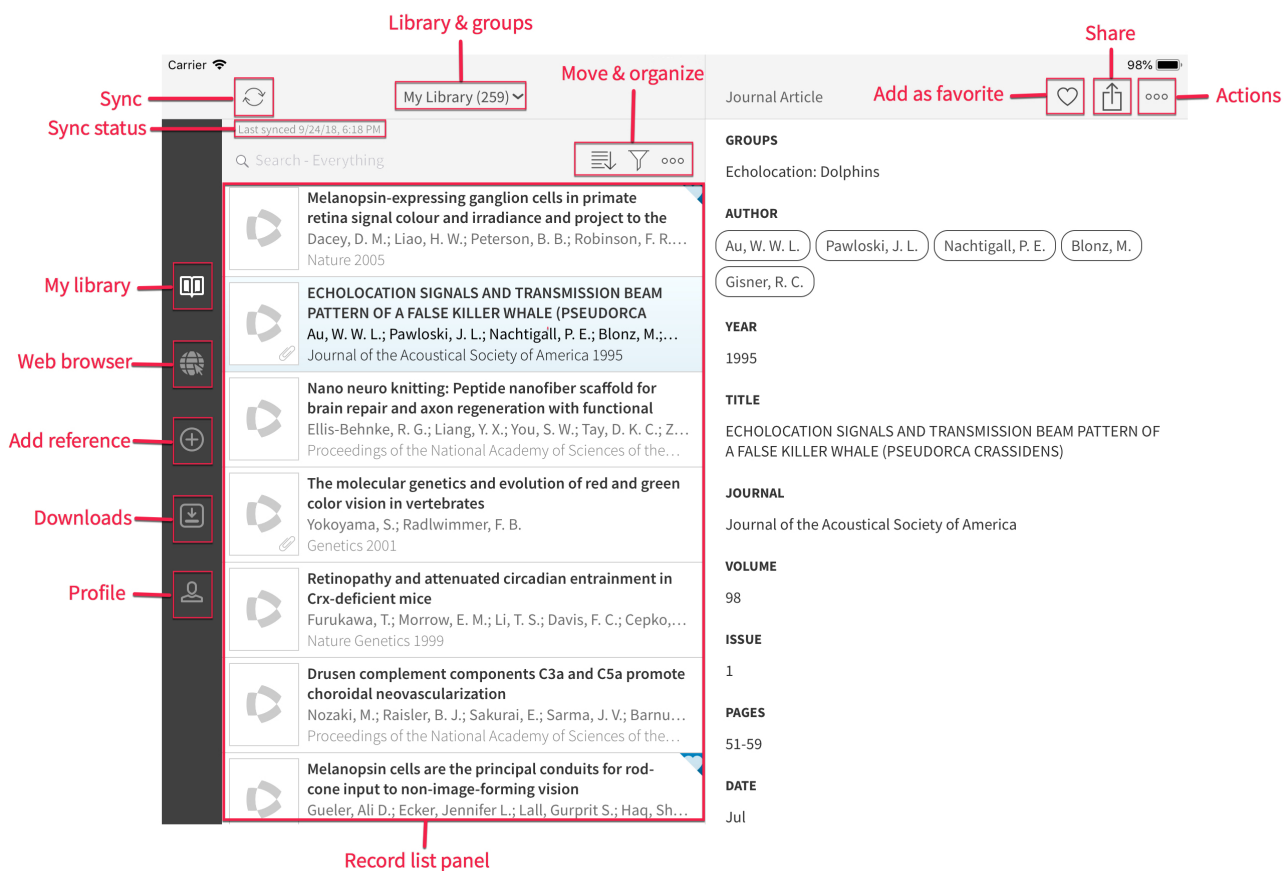 Library & groups
Share
Carrier
98%
Move & organize
Sync
My Library (259)
Journal Article
Add as favorite
Actions
Sync status
Last synced 9/24/18, 6:18 PM
Search - Everything
Melanopsin-expressing ganglion cells in primate
retina signal colour and irradiance and project to the
Dacey, D. M.; Liao, H. W.; Peterson, B. B.; Robinson, F. R....
Nature 2005
ECHOLOCATION SIGNALS AND TRANSMISSION BEAM
PATTERN OF A FALSE KILLER WHALE (PSEUDORCA
Au, W. W. L.; Pawloski, J. L.; Nachtigall, P. E.; Blonz, M.;...
Journal of the Acoustical Society of America 1995
Nano neuro knitting: Peptide nanofiber scaffold for
brain repair and axon regeneration with functional
Ellis-Behnke, R. G.; Liang, Y. X.; You, S. W.; Tay, D. K. C.; Z...
Proceedings of the National Academy of Sciences of the...
The molecular genetics and evolution of red and green
color vision in vertebrates
Yokoyama, S.; Radlwimmer, F. B.
Genetics 2001
Retinopathy and attenuated circadian entrainment in
Crx-deficient mice
Furukawa, T.; Morrow, E. M.; Li, T. S.; Davis, F. C.; Cepko,...
Nature Genetics 1999
Drusen complement components C3a and C5a promote
choroidal neovascularization
Nozaki, M.; Raisler, B. J.; Sakurai, E.; Sarma, J. V.; Barnu...
Proceedings of the National Academy of Sciences of the...
Melanopsin cells are the principal conduits for rod-
cone input to non-image-forming vision
Gueler, Ali D.; Ecker, Jennifer L.; Lall, Gurprit S.; Haq, Sh...
My library
Web browser
Add reference
Downloads
Profile
Record list panel
GROUPS
Echolocation: Dolphins
AUTHOR
Au, W. W. L. Pawloski, J. L. Nachtigall, P. E. Blonz, M.
Gisner, R. C.
YEAR
1995
TITLE
ECHOLOCATION SIGNALS AND TRANSMISSION BEAM PATTERN OF
A FALSE KILLER WHALE (PSEUDORCA CRASSIDENS)
JOURNAL
Journal of the Acoustical Society of America
VOLUME
98
ISSUE
1
PAGES
51-59
DATE
Jul